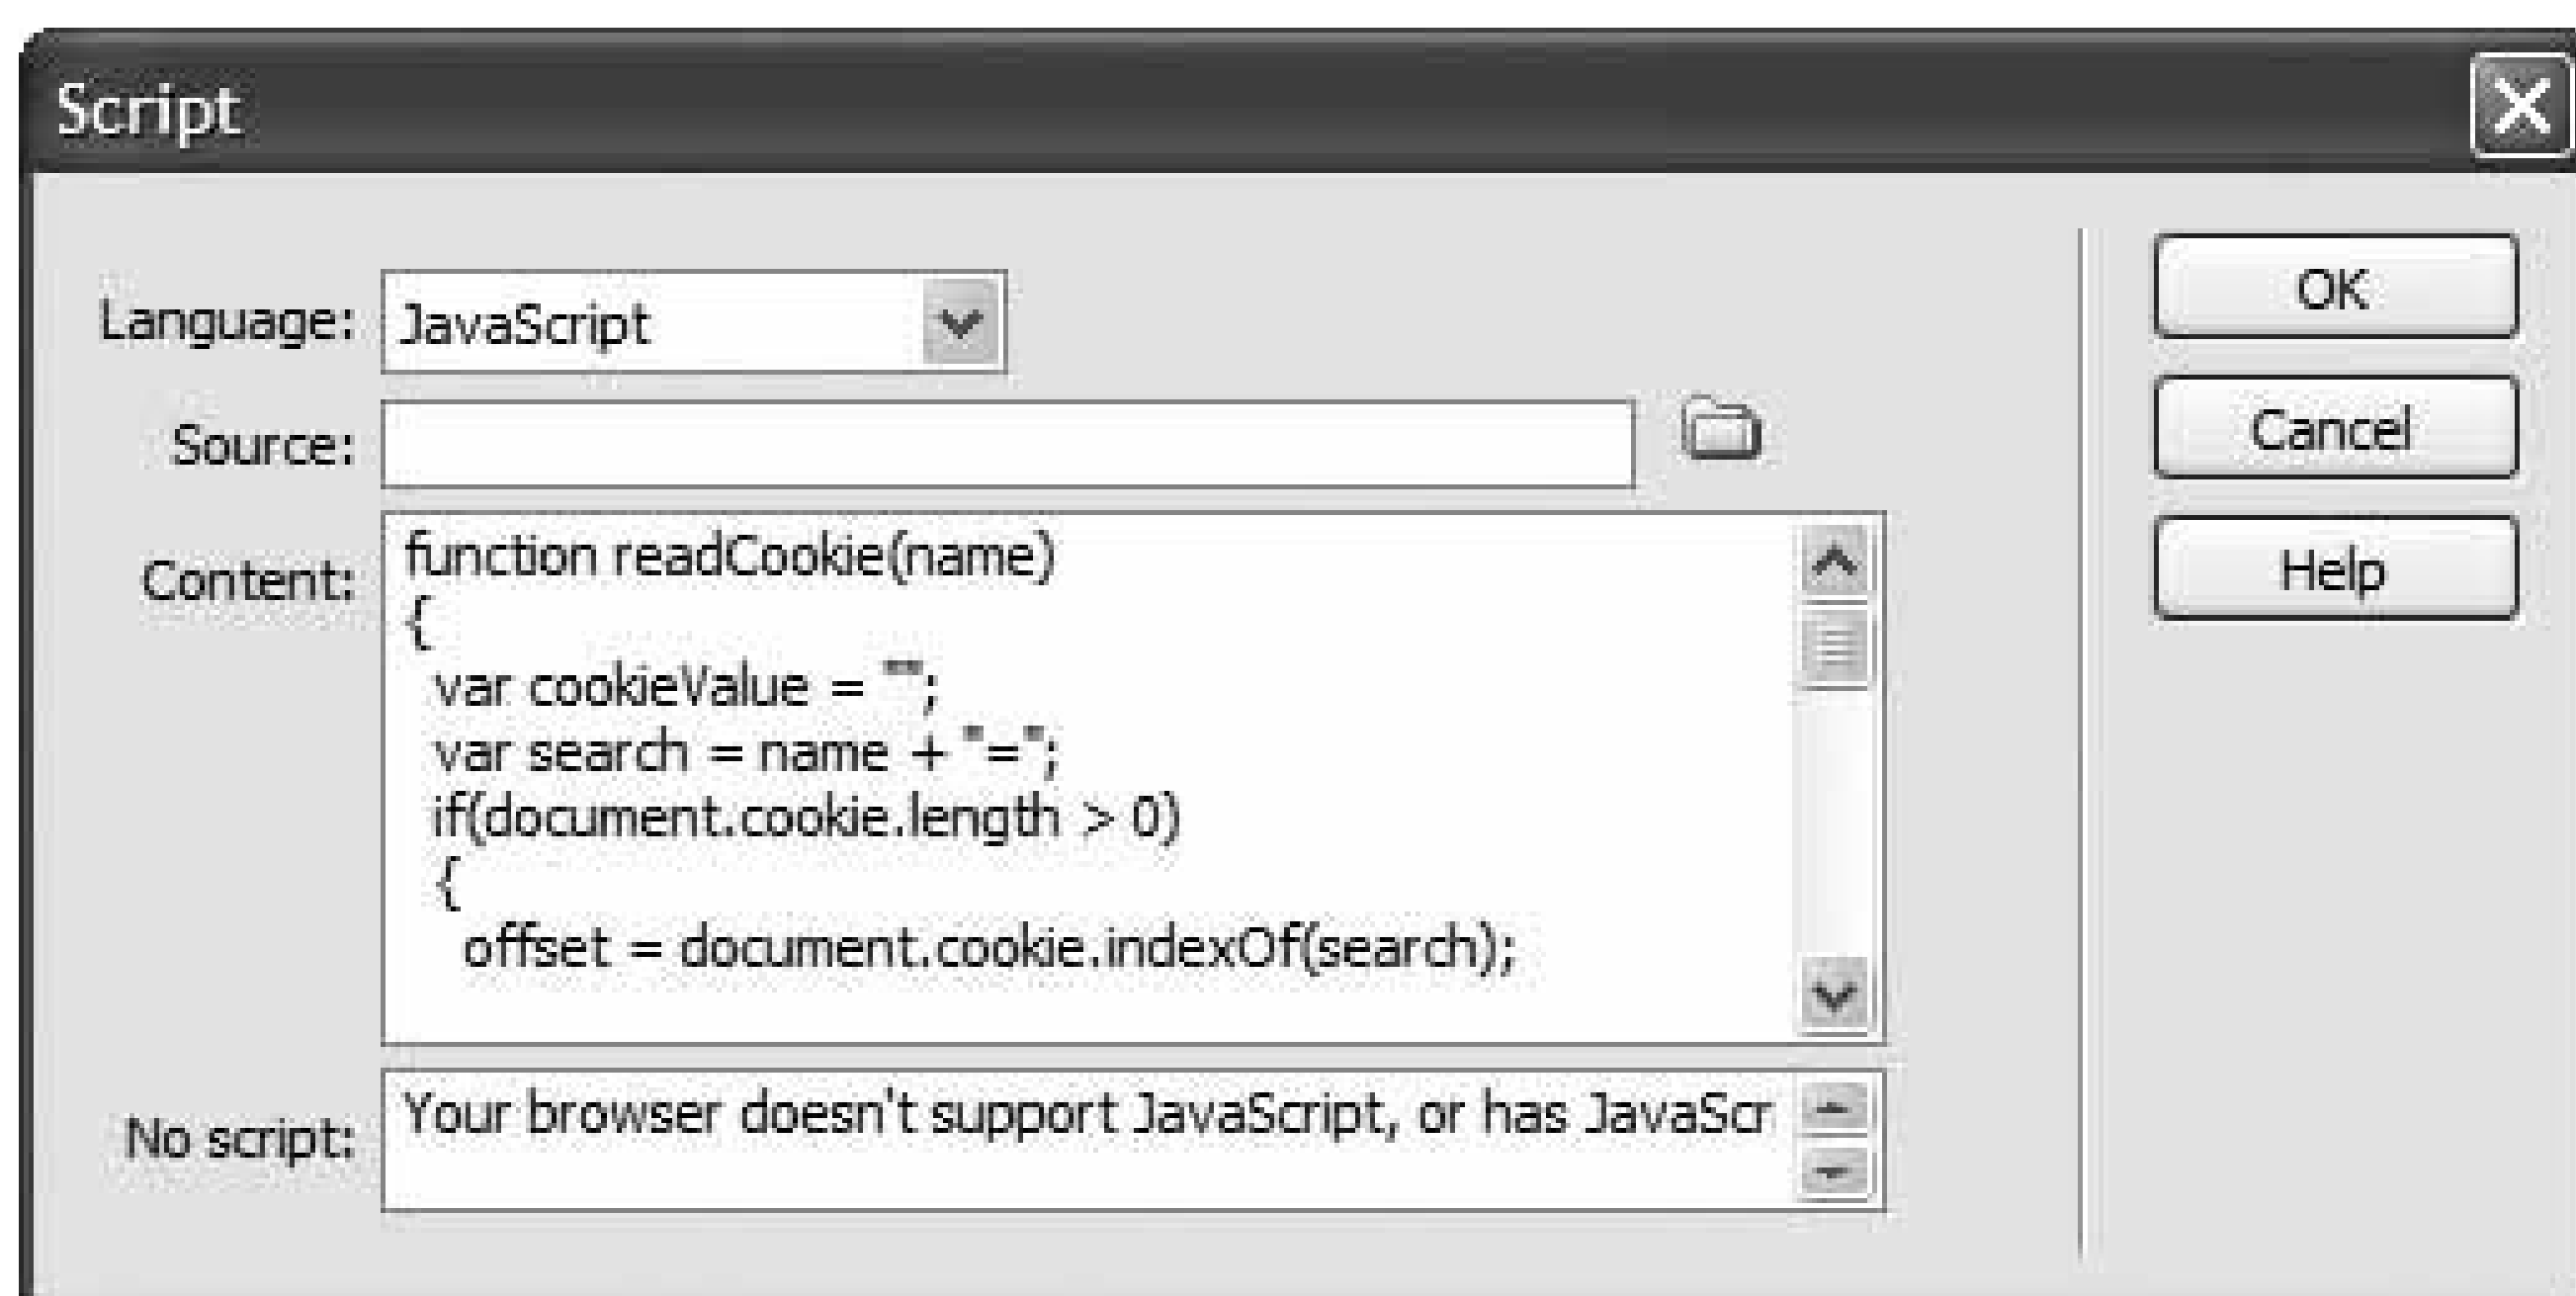 Script
Language: JavaScript
Source:
Content: function readCookie(name)
{
var cookieValue = "";
var search = name + "=";
if(document.cookie.length > 0)
{
offset = document.cookie.indexOf(search);
No script: Your browser doesn't support JavaScript, or has JavaScr
OK
Cancel
Help